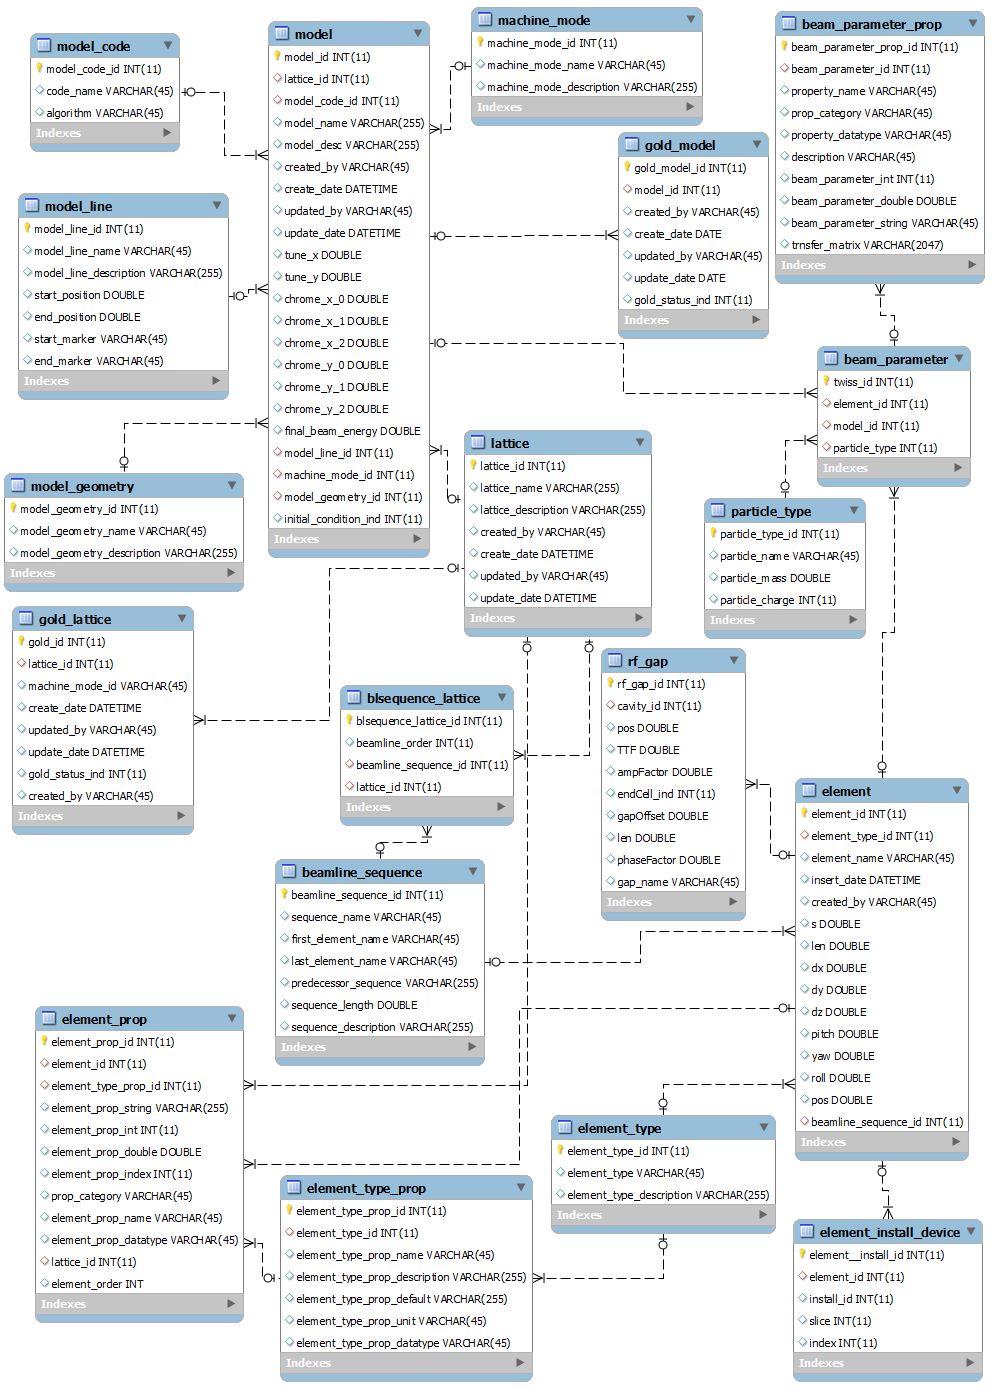 model_code
model_code_id INT(11)
code_name VARCHAR(45)
algorithm VARCHAR(45)
Indexes
model
model_id INT(11)
lattice_id INT(11)
model_code_id INT(11)
model_name VARCHAR(255)
model_desc VARCHAR(255)
created_by VARCHAR(45)
create_date DATETIME
updated_by VARCHAR(45)
update_date DATETIME
tune_x DOUBLE
tune_y DOUBLE
chrome_x_0 DOUBLE
chrome_x_1 DOUBLE
chrome_x_2 DOUBLE
chrome_y_0 DOUBLE
chrome_y_1 DOUBLE
chrome_y_2 DOUBLE
final_beam_energy DOUBLE
model_line_id INT(11)
machine_mode_id INT(11)
model_geometry_id INT(11)
initial_condition_ind INT(11)
Indexes
machine_mode
machine_mode_id INT(11)
machine_mode_name VARCHAR(45)
machine_mode_description VARCHAR(255)
Indexes
beam_parameter_prop
beam_parameter_prop_id INT(11)
beam_parameter_id INT(11)
property_name VARCHAR(45)
prop_category VARCHAR(45)
property_datatype VARCHAR(45)
description VARCHAR(45)
beam_parameter_int INT(11)
beam_parameter_double DOUBLE
beam_parameter_string VARCHAR(45)
trnsfer_matrix VARCHAR(2047)
Indexes
gold_model
gold_model_id INT(11)
model_id INT(11)
created_by VARCHAR(45)
create_date DATE
updated_by VARCHAR(45)
update_date DATE
gold_status_ind INT(11)
Indexes
model_line
model_line_id INT(11)
model_line_name VARCHAR(45)
model_line_description VARCHAR(255)
start_position DOUBLE
end_position DOUBLE
start_marker VARCHAR(45)
end_marker VARCHAR(45)
Indexes
beam_parameter
twiss_id INT(11)
element_id INT(11)
model_id INT(11)
particle_type INT(11)
Indexes
lattice
lattice_id INT(11)
lattice_name VARCHAR(255)
lattice_description VARCHAR(255)
created_by VARCHAR(45)
create_date DATETIME
updated_by VARCHAR(45)
update_date DATETIME
Indexes
model_geometry
model_geometry_id INT(11)
model_geometry_name VARCHAR(45)
model_geometry_description VARCHAR(255)
Indexes
particle_type
particle_type_id INT(11)
particle_name VARCHAR(45)
particle_mass DOUBLE
particle_charge INT(11)
Indexes
gold_lattice
gold_id INT(11)
lattice_id INT(11)
machine_mode_id VARCHAR(45)
create_date DATETIME
updated_by VARCHAR(45)
update_date DATETIME
gold_status_ind INT(11)
created_by VARCHAR(45)
Indexes
rf_gap
rf_gap_id INT(11)
cavity_id INT(11)
pos DOUBLE
TTF DOUBLE
ampFactor DOUBLE
endCell_ind INT(11)
gapOffset DOUBLE
len DOUBLE
phaseFactor DOUBLE
gap_name VARCHAR(45)
Indexes
blsequence_lattice
blsequence_lattice_id INT(11)
beamline_order INT(11)
beamline_sequence_id INT(11)
lattice_id INT(11)
Indexes
element
element_id INT(11)
element_type_id INT(11)
element_name VARCHAR(45)
insert_date DATETIME
created_by VARCHAR(45)
s DOUBLE
len DOUBLE
dx DOUBLE
dy DOUBLE
dz DOUBLE
pitch DOUBLE
yaw DOUBLE
roll DOUBLE
pos DOUBLE
beamline_sequence_id INT(11)
Indexes
beamline_sequence
beamline_sequence_id INT(11)
sequence_name VARCHAR(45)
first_element_name VARCHAR(45)
last_element_name VARCHAR(45)
predecessor_sequence VARCHAR(255)
sequence_length DOUBLE
sequence_description VARCHAR(255)
Indexes
element_prop
element_prop_id INT(11)
element_id INT(11)
element_type_prop_id INT(11)
element_prop_string VARCHAR(255)
element_prop_int INT(11)
element_prop_double DOUBLE
element_prop_index INT(11)
prop_category VARCHAR(45)
element_prop_name VARCHAR(45)
element_prop_datatype VARCHAR(45)
lattice_id INT(11)
element_order INT
Indexes
element_type
element_type_id INT(11)
element_type VARCHAR(45)
element_type_description VARCHAR(255)
Indexes
element_type_prop
element_type_prop_id INT(11)
element_type_id INT(11)
element_type_prop_name VARCHAR(45)
element_type_prop_description VARCHAR(255)
element_type_prop_default VARCHAR(255)
element_type_prop_unit VARCHAR(45)
element_type_prop_datatype VARCHAR(45)
Indexes
element_install_device
element__install_id INT(11)
element_id INT(11)
install_id INT(11)
slice INT(11)
index INT(11)
Indexes